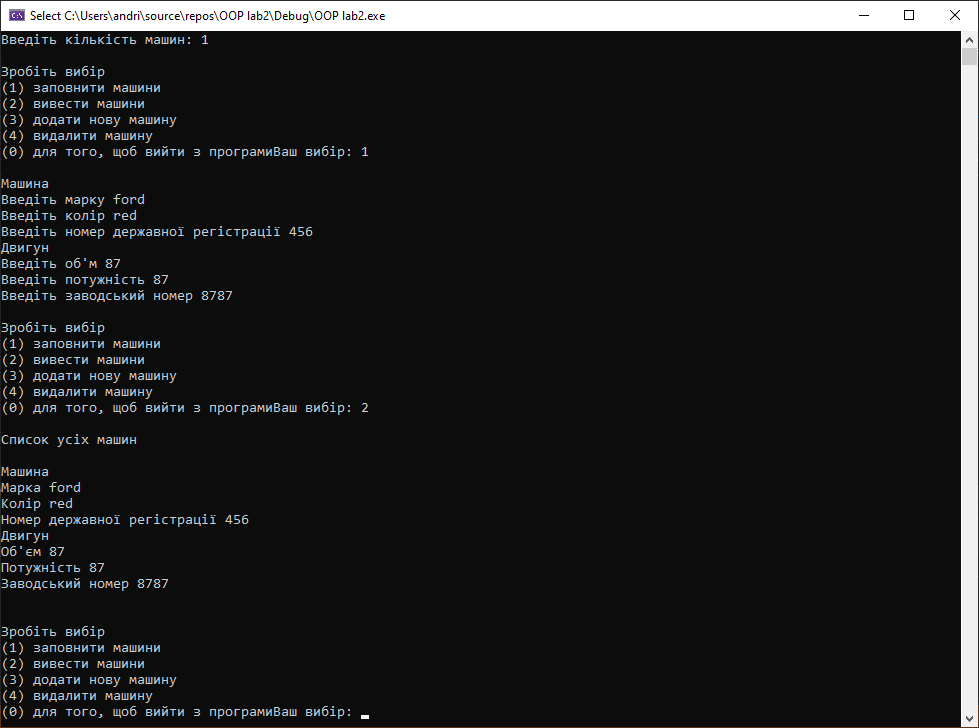 Select C:\Users\andri\source\repos\OOP lab2\Debug\OOP lab2.exe
Введіть кількість машин: 1
Зробіть вибір
(1) заповнити машини
(2) вивести машини
(3) додати нову машину
(4) видалити машину
(0) для того, щоб вийти з програмиВаш вибір: 1
Машина
Введіть марку ford
Введіть колір red
Введіть номер державної регістрації 456
Двигун
Введіть об'м 87
Введіть потужність 87
Введіть заводський номер 8787
Зробіть вибір
(1) заповнити машини
(2) вивести машини
(3) додати нову машину
(4) видалити машину
(0) для того, щоб вийти з програмиВаш вибір: 2
Список усіх машин
Машина
Марка ford
Колір red
Номер державної регістрації 456
Двигун
Об'єм 87
Потужність 87
Заводський номер 8787
Зробіть вибір
(1) заповнити машини
(2) вивести машини
(3) додати нову машину
(4) видалити машину
(0) для того, щоб вийти з програмиВаш вибір: